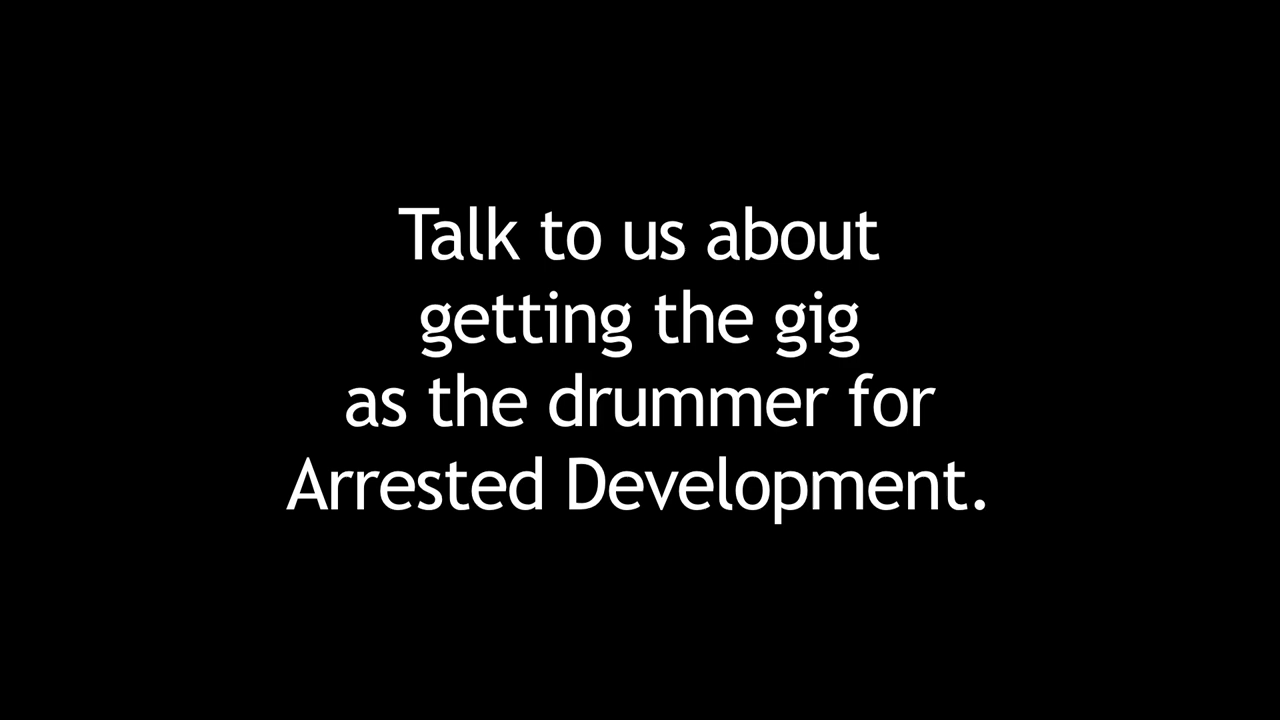 Talk to us about
getting the gig
as the drummer for
Arrested Development.